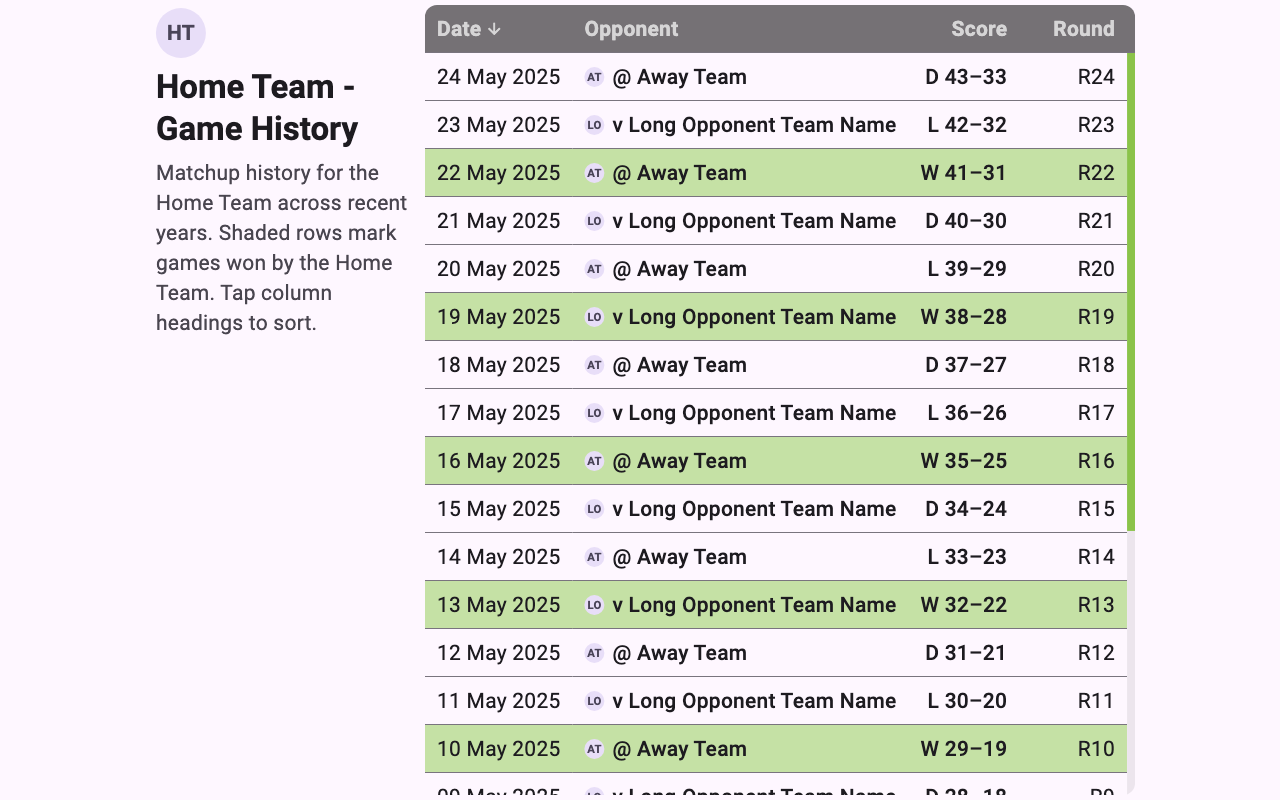 HT
Home Team -
Game History
Matchup history for the
Home Team across recent
years. Shaded rows mark
games won by the Home
Team. Tap column
headings to sort.
Date ↓ Opponent Score Round
24 May 2025 AT @ Away Team D 43–33 R24
23 May 2025 LO v Long Opponent Team Name L 42–32 R23
22 May 2025 AT @ Away Team W 41–31 R22
21 May 2025 LO v Long Opponent Team Name D 40–30 R21
20 May 2025 AT @ Away Team L 39–29 R20
19 May 2025 LO v Long Opponent Team Name W 38–28 R19
18 May 2025 AT @ Away Team D 37–27 R18
17 May 2025 LO v Long Opponent Team Name L 36–26 R17
16 May 2025 AT @ Away Team W 35–25 R16
15 May 2025 LO v Long Opponent Team Name D 34–24 R15
14 May 2025 AT @ Away Team L 33–23 R14
13 May 2025 LO v Long Opponent Team Name W 32–22 R13
12 May 2025 AT @ Away Team D 31–21 R12
11 May 2025 LO v Long Opponent Team Name L 30–20 R11
10 May 2025 AT @ Away Team W 29–19 R10